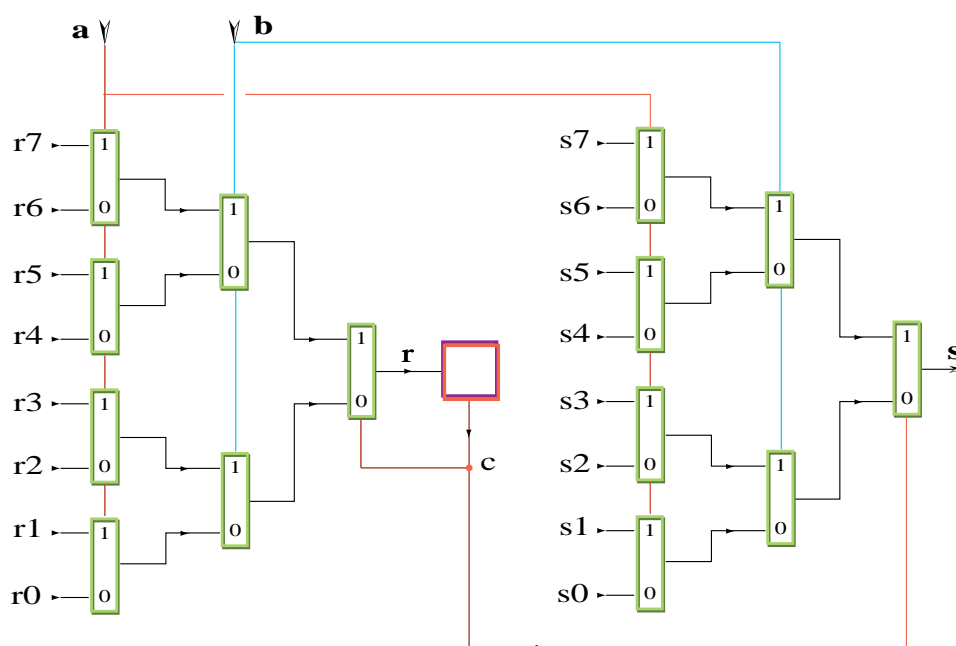 a b
r7 1 s7 1
r6 0 1 s6 0 1
r5 1 0 s5 1 0
r4 0 1 s4 0 1
r s
r3 1 0 s3 1 0
r2 0 1 c s2 0 1
r1 1 0 s1 1 0
r0 0 s0 0